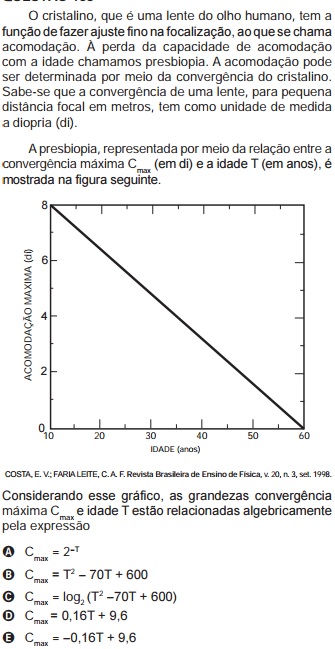 O cristalino, que é uma lente do olho humano, tem a
função de fazer ajuste fino na focalização, ao que se chama
acomodação. À perda da capacidade de acomodação
com a idade chamamos presbiopia. A acomodação pode
ser determinada por meio da convergência do cristalino.
Sabe-se que a convergência de uma lente, para pequena
distância focal em metros, tem como unidade de medida
a diopria (di).
A presbiopia, representada por meio da relação entre a
convergência máxima Cmax (em di) e a idade T (em anos), é
mostrada na figura seguinte.
ACOMODAÇÃO MAXIMA (di)
8
6
4
2
0
10 20 30 40 50 60
IDADE (anos)
COSTA, E. V.; FARIA LEITE, C. A. F. Revista Brasileira de Ensino de Física, v. 20, n. 3, set. 1998.
Considerando esse gráfico, as grandezas convergência
máxima Cmax e idade T estão relacionadas algebricamente
pela expressão
A Cmax = 2⁻ᵀ
B Cmax = T² – 70T + 600
C Cmax = log₂ (T² –70T + 600)
D Cmax = 0,16T + 9,6
E Cmax = –0,16T + 9,6